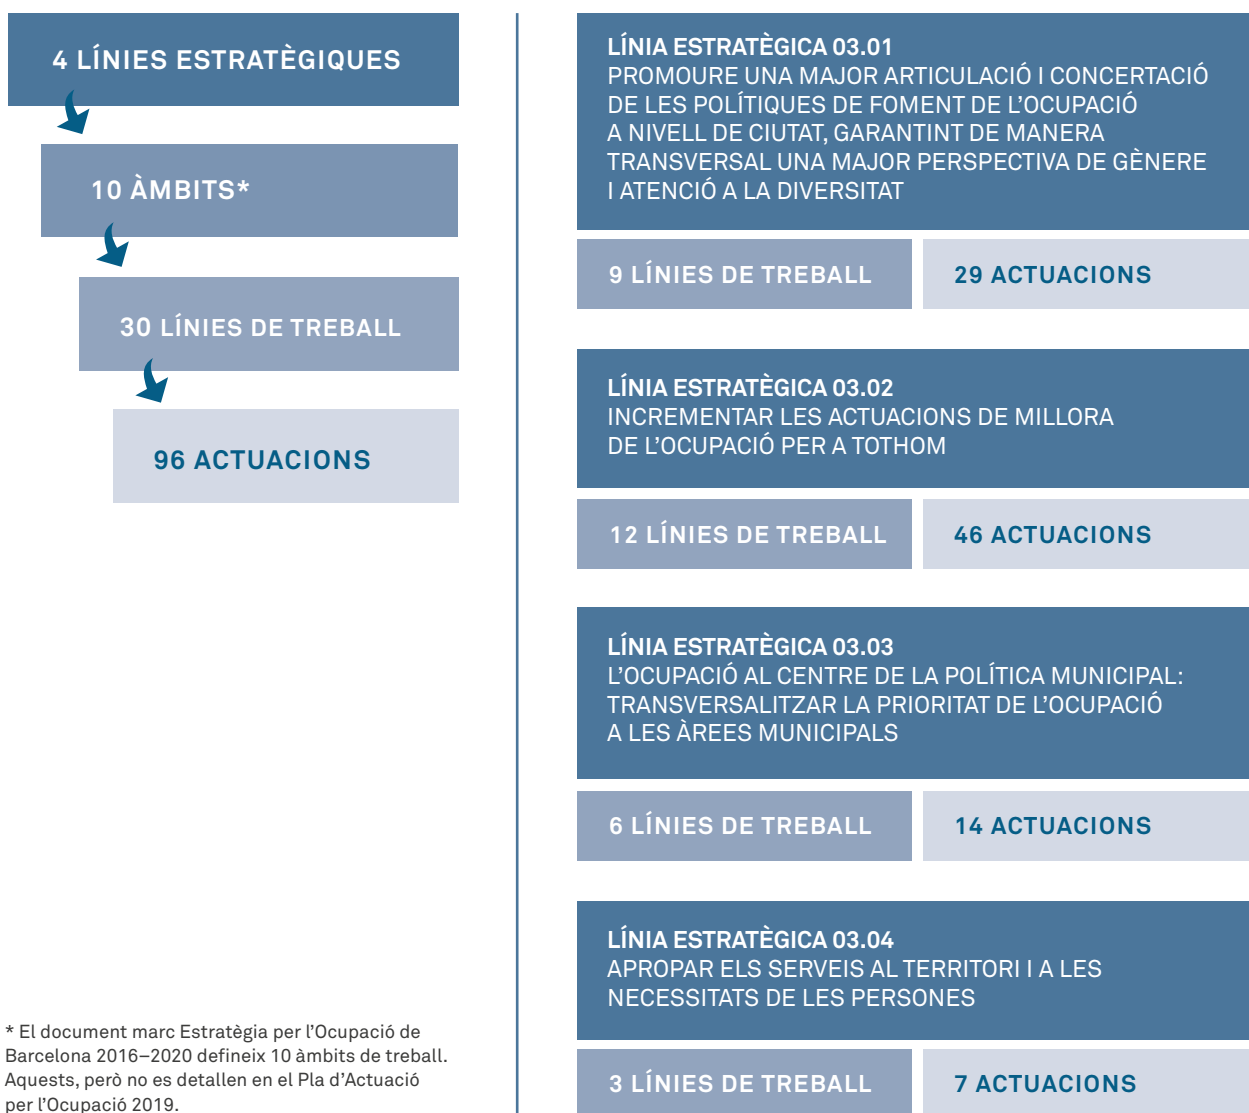 4 LÍNIES ESTRATÈGIQUES
10 ÀMBITS*
30 LÍNIES DE TREBALL
96 ACTUACIONS
* El document marc Estratègia per l’Ocupació de
Barcelona 2016–2020 defineix 10 àmbits de treball.
Aquests, però no es detallen en el Pla d’Actuació
per l’Ocupació 2019.
LÍNIA ESTRATÈGICA 03.01
PROMOURE UNA MAJOR ARTICULACIÓ I CONCERTACIÓ
DE LES POLÍTIQUES DE FOMENT DE L’OCUPACIÓ
A NIVELL DE CIUTAT, GARANTINT DE MANERA
TRANSVERSAL UNA MAJOR PERSPECTIVA DE GÈNERE
I ATENCIÓ A LA DIVERSITAT
9 LÍNIES DE TREBALL
29 ACTUACIONS
LÍNIA ESTRATÈGICA 03.02
INCREMENTAR LES ACTUACIONS DE MILLORA
DE L’OCUPACIÓ PER A TOTHOM
12 LÍNIES DE TREBALL
46 ACTUACIONS
LÍNIA ESTRATÈGICA 03.03
L’OCUPACIÓ AL CENTRE DE LA POLÍTICA MUNICIPAL:
TRANSVERSALITZAR LA PRIORITAT DE L’OCUPACIÓ
A LES ÀREES MUNICIPALS
6 LÍNIES DE TREBALL
14 ACTUACIONS
LÍNIA ESTRATÈGICA 03.04
APROPAR ELS SERVEIS AL TERRITORI I A LES
NECESSITATS DE LES PERSONES
3 LÍNIES DE TREBALL
7 ACTUACIONS